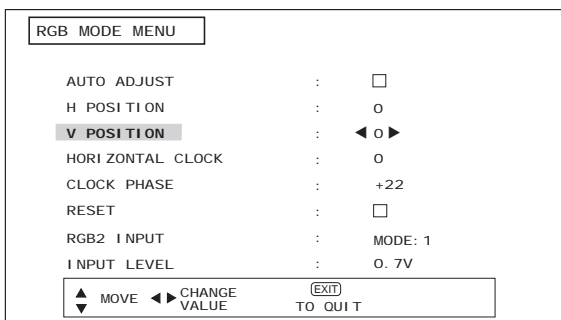 RGB MODE MENU
AUTO ADJUST : □
H POSITION : 0
V POSITION : ◀ 0 ▶
HORIZONTAL CLOCK : 0
CLOCK PHASE : +22
RESET : □
RGB2 INPUT : MODE: 1
INPUT LEVEL : 0.7V
▲ ▼ MOVE ◀ ▶ CHANGE VALUE EXIT TO QUIT